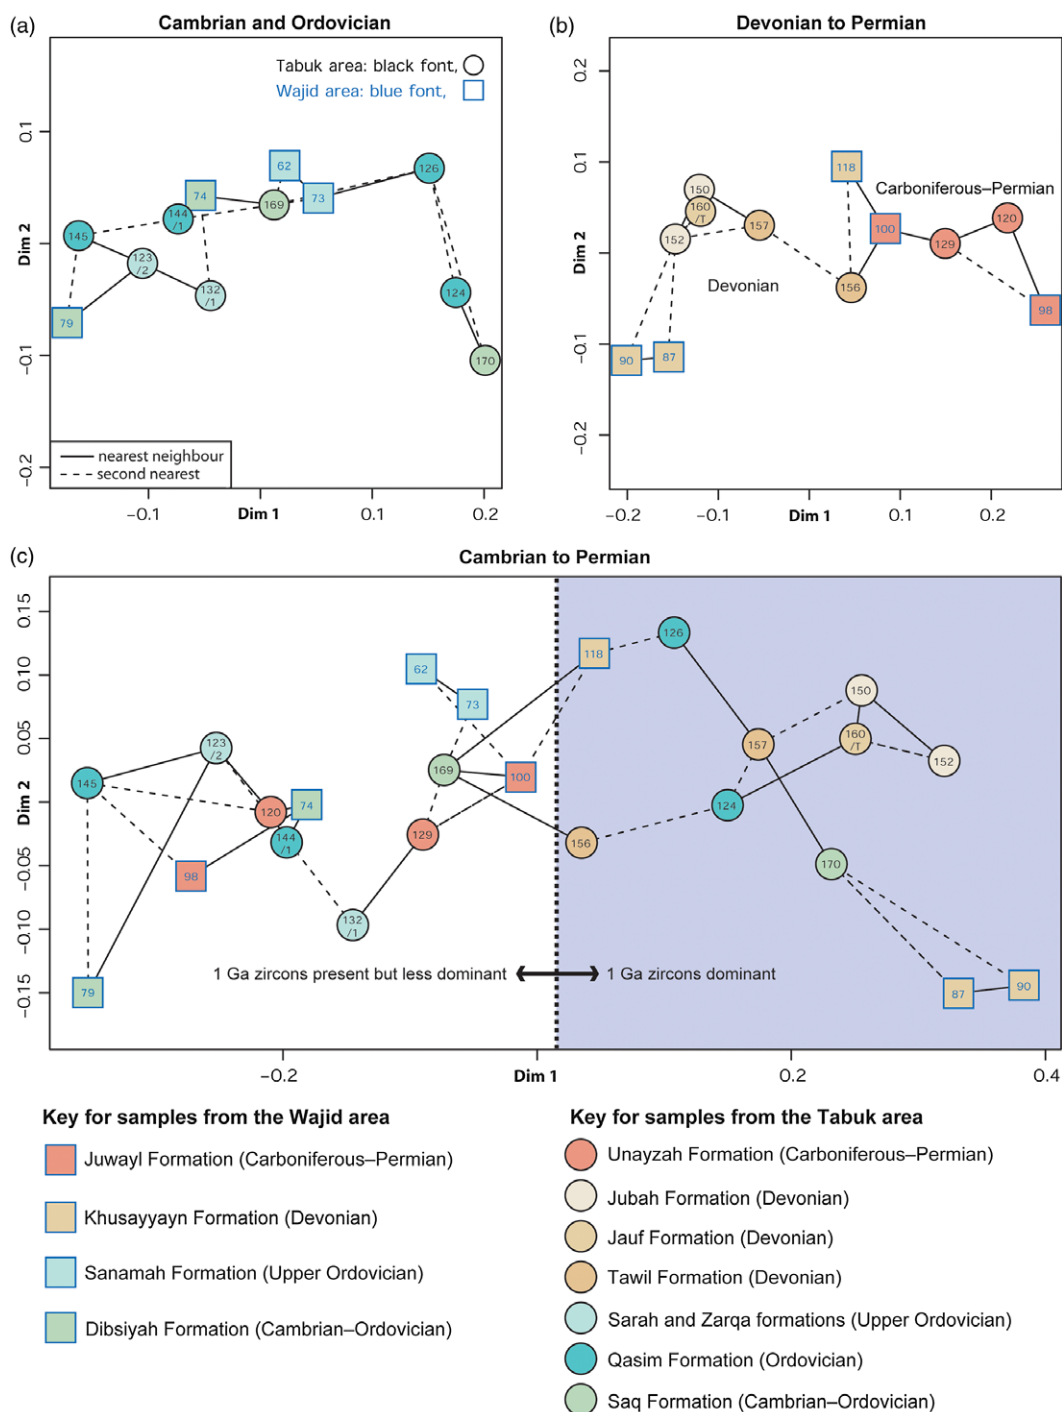 (a)
Cambrian and Ordovician
Tabuk area: black font,
Wajid area: blue font,
0.1
Dim 2
-0.1
-0.2
62
126
74
73
169
144
/1
145
123
/2
132
/1
124
79
170
nearest neighbour
second nearest
−0.1
Dim 1
0.1
0.2
(b)
Devonian to Permian
0.2
0.1
Dim 2
-0.1
-0.2
118
Carboniferous–Permian
150
160
/T
120
157
100
152
129
Devonian
156
98
90
87
−0.2
−0.1
Dim 1
0.1
0.2
(c)
Cambrian to Permian
0.15
0.10
0.05
Dim 2
−0.05
−0.10
−0.15
126
118
62
150
73
123
/2
157
160
/T
152
169
100
145
74
120
124
129
144
/1
156
170
98
132
/1
1 Ga zircons present but less dominant
1 Ga zircons dominant
79
87
90
−0.2
Dim 1
0.2
0.4
Key for samples from the Wajid area
Juwayl Formation (Carboniferous–Permian)
Khusayyayn Formation (Devonian)
Sanamah Formation (Upper Ordovician)
Dibsiyah Formation (Cambrian–Ordovician)
Key for samples from the Tabuk area
Unayzah Formation (Carboniferous–Permian)
Jubah Formation (Devonian)
Jauf Formation (Devonian)
Tawil Formation (Devonian)
Sarah and Zarqa formations (Upper Ordovician)
Qasim Formation (Ordovician)
Saq Formation (Cambrian–Ordovician)